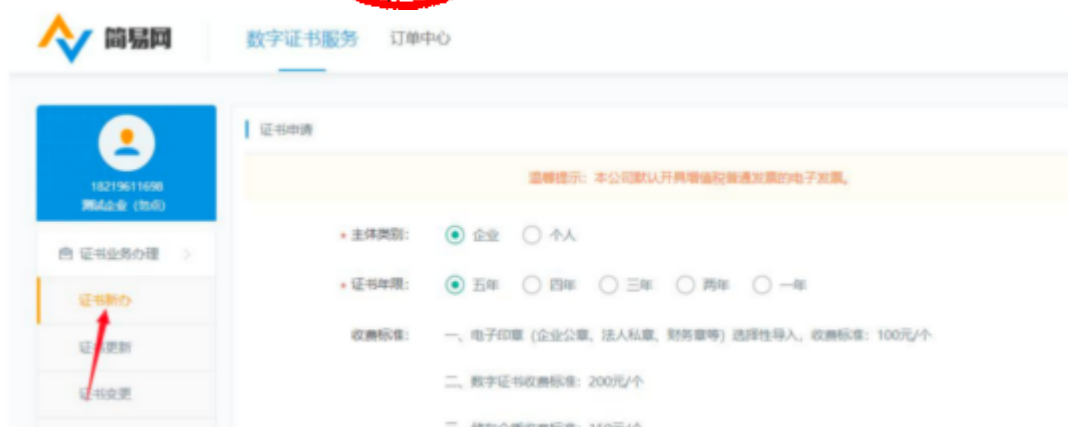 简易网
数字证书服务 订单中心
18219611698
测试企业（勿点）
证书申请
温馨提示：本公司默认开具增值税普通发票的电子发票。
主体类别： 企业 个人
证书业务办理
证书年限： 五年 四年 三年 两年 一年
证书新办
收费标准： 一、电子印章（企业公章、法人私章、财务章等）选择性导入，收费标准：100元/个
证书更新
二、数字证书收费标准：200元/个
证书变更